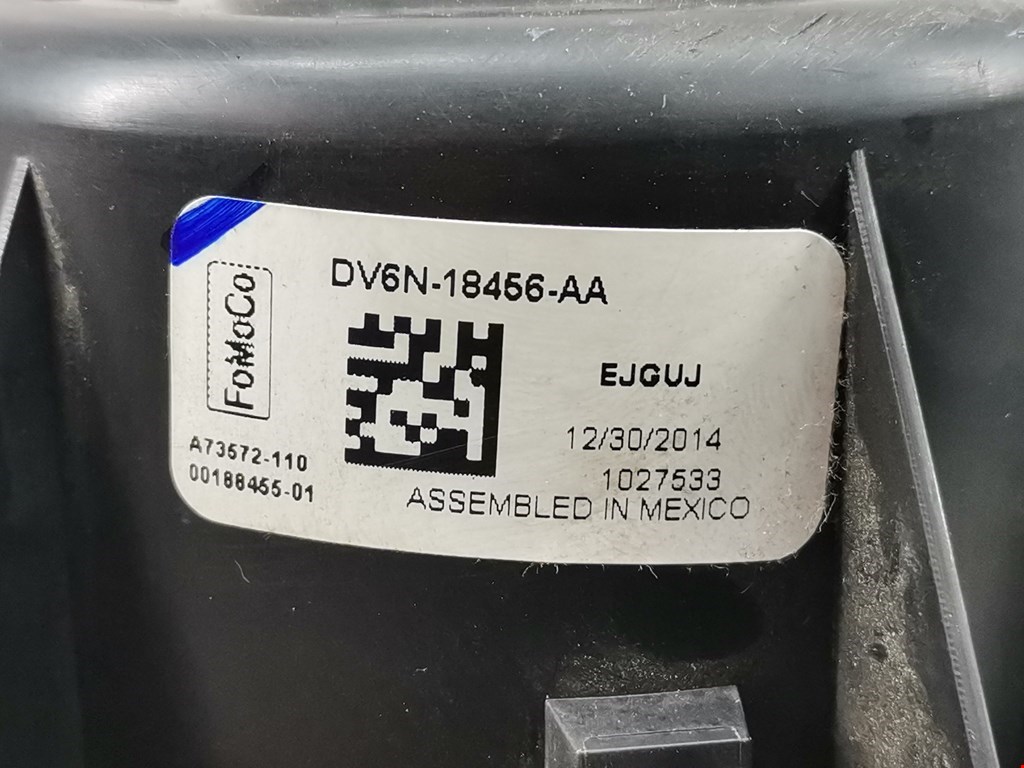 FoMoCo
DV6N-18456-AA
EJGUJ
12/30/2014
1027533
ASSEMBLED IN MEXICO
A73572-110
00188455-01